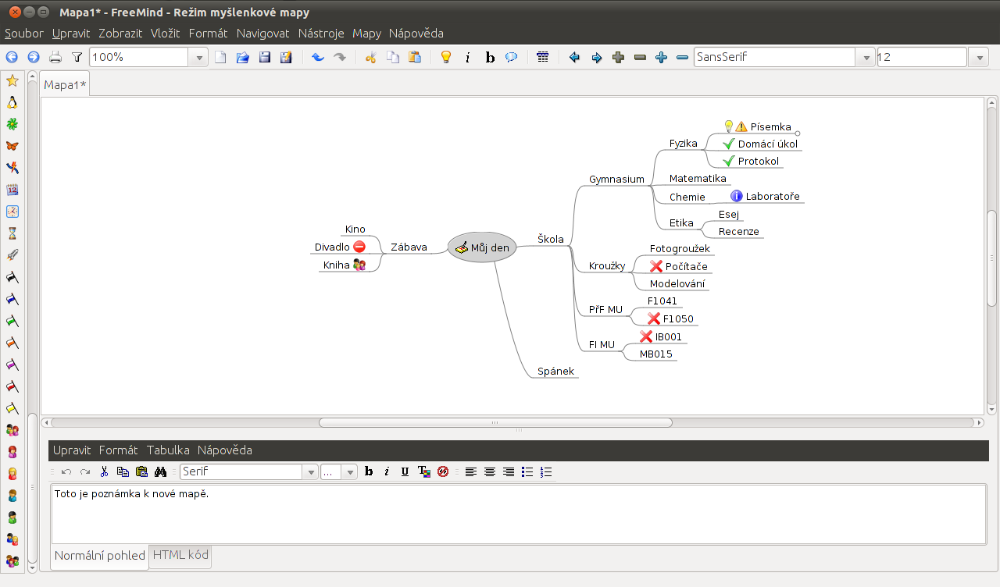 Mapa1* - FreeMind - Režim myšlenkové mapy
Soubor Upravit Zobrazit Vložit Formát Navigovat Nástroje Mapy Nápověda
100% SansSerif 12
Mapa1*
Písemka
Fyzika
Domácí úkol
Protokol
Gymnasium
Matematika
Chemie
Laboratoře
Esej
Etika
Recenze
Kino
Divadlo
Kniha
Zábava
Můj den
Škola
Fotogroužek
Kroužky
Počítače
Modelování
F1041
PřF MU
F1050
IB001
FI MU
MB015
Spánek
Upravit Formát Tabulka Nápověda
Serif ...
Toto je poznámka k nové mapě.
Normální pohled HTML kód